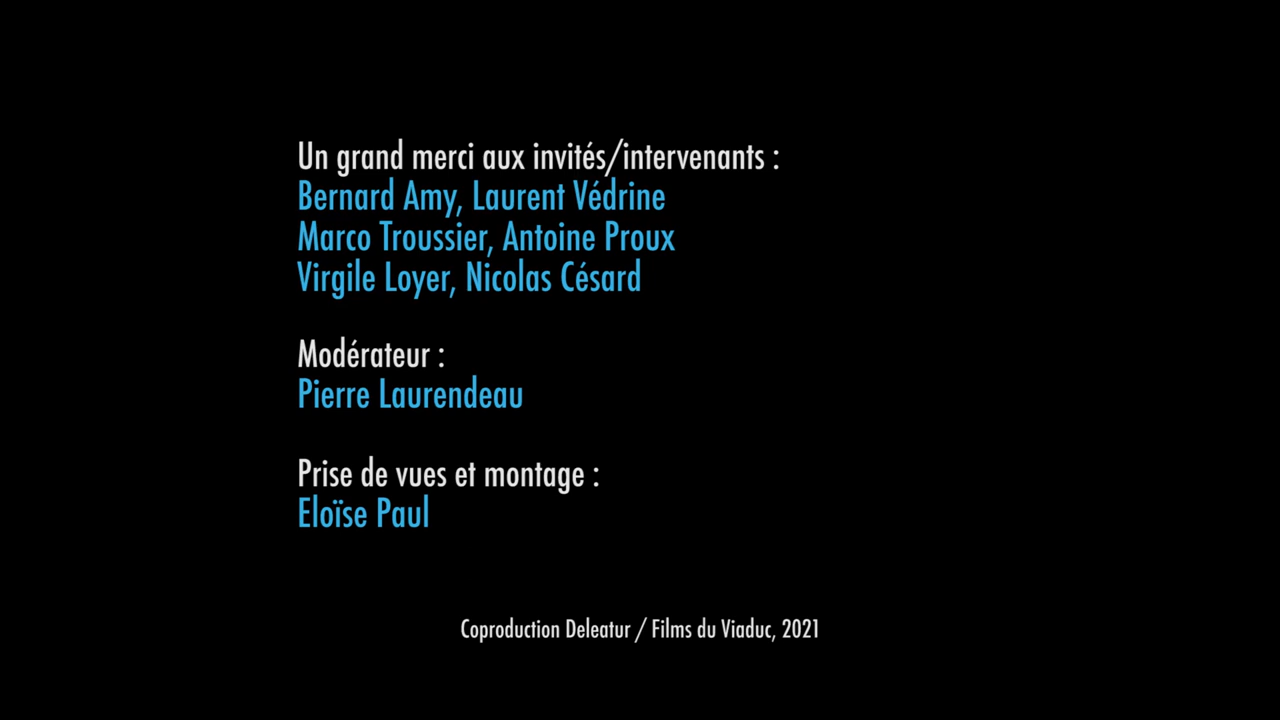 Un grand merci aux invités/intervenants :
Bernard Amy, Laurent Védrine
Marco Troussier, Antoine Proux
Virgile Loyer, Nicolas Césard
Modérateur :
Pierre Laurendeau
Prise de vues et montage :
Eloïse Paul
Coproduction Deleatur / Films du Viaduc, 2021